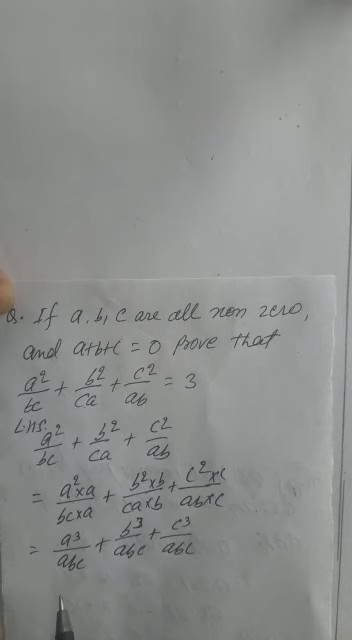 Q. If a, b, c are all non zero,
and a+b+c = 0 Prove that
a²/bc + b²/ca + c²/ab = 3
L.H.S.
a²/bc + b²/ca + c²/ab
= a²×a/bc×a + b²×b/ca×b + c²×c/ab×c
= a³/abc + b³/abc + c³/abc